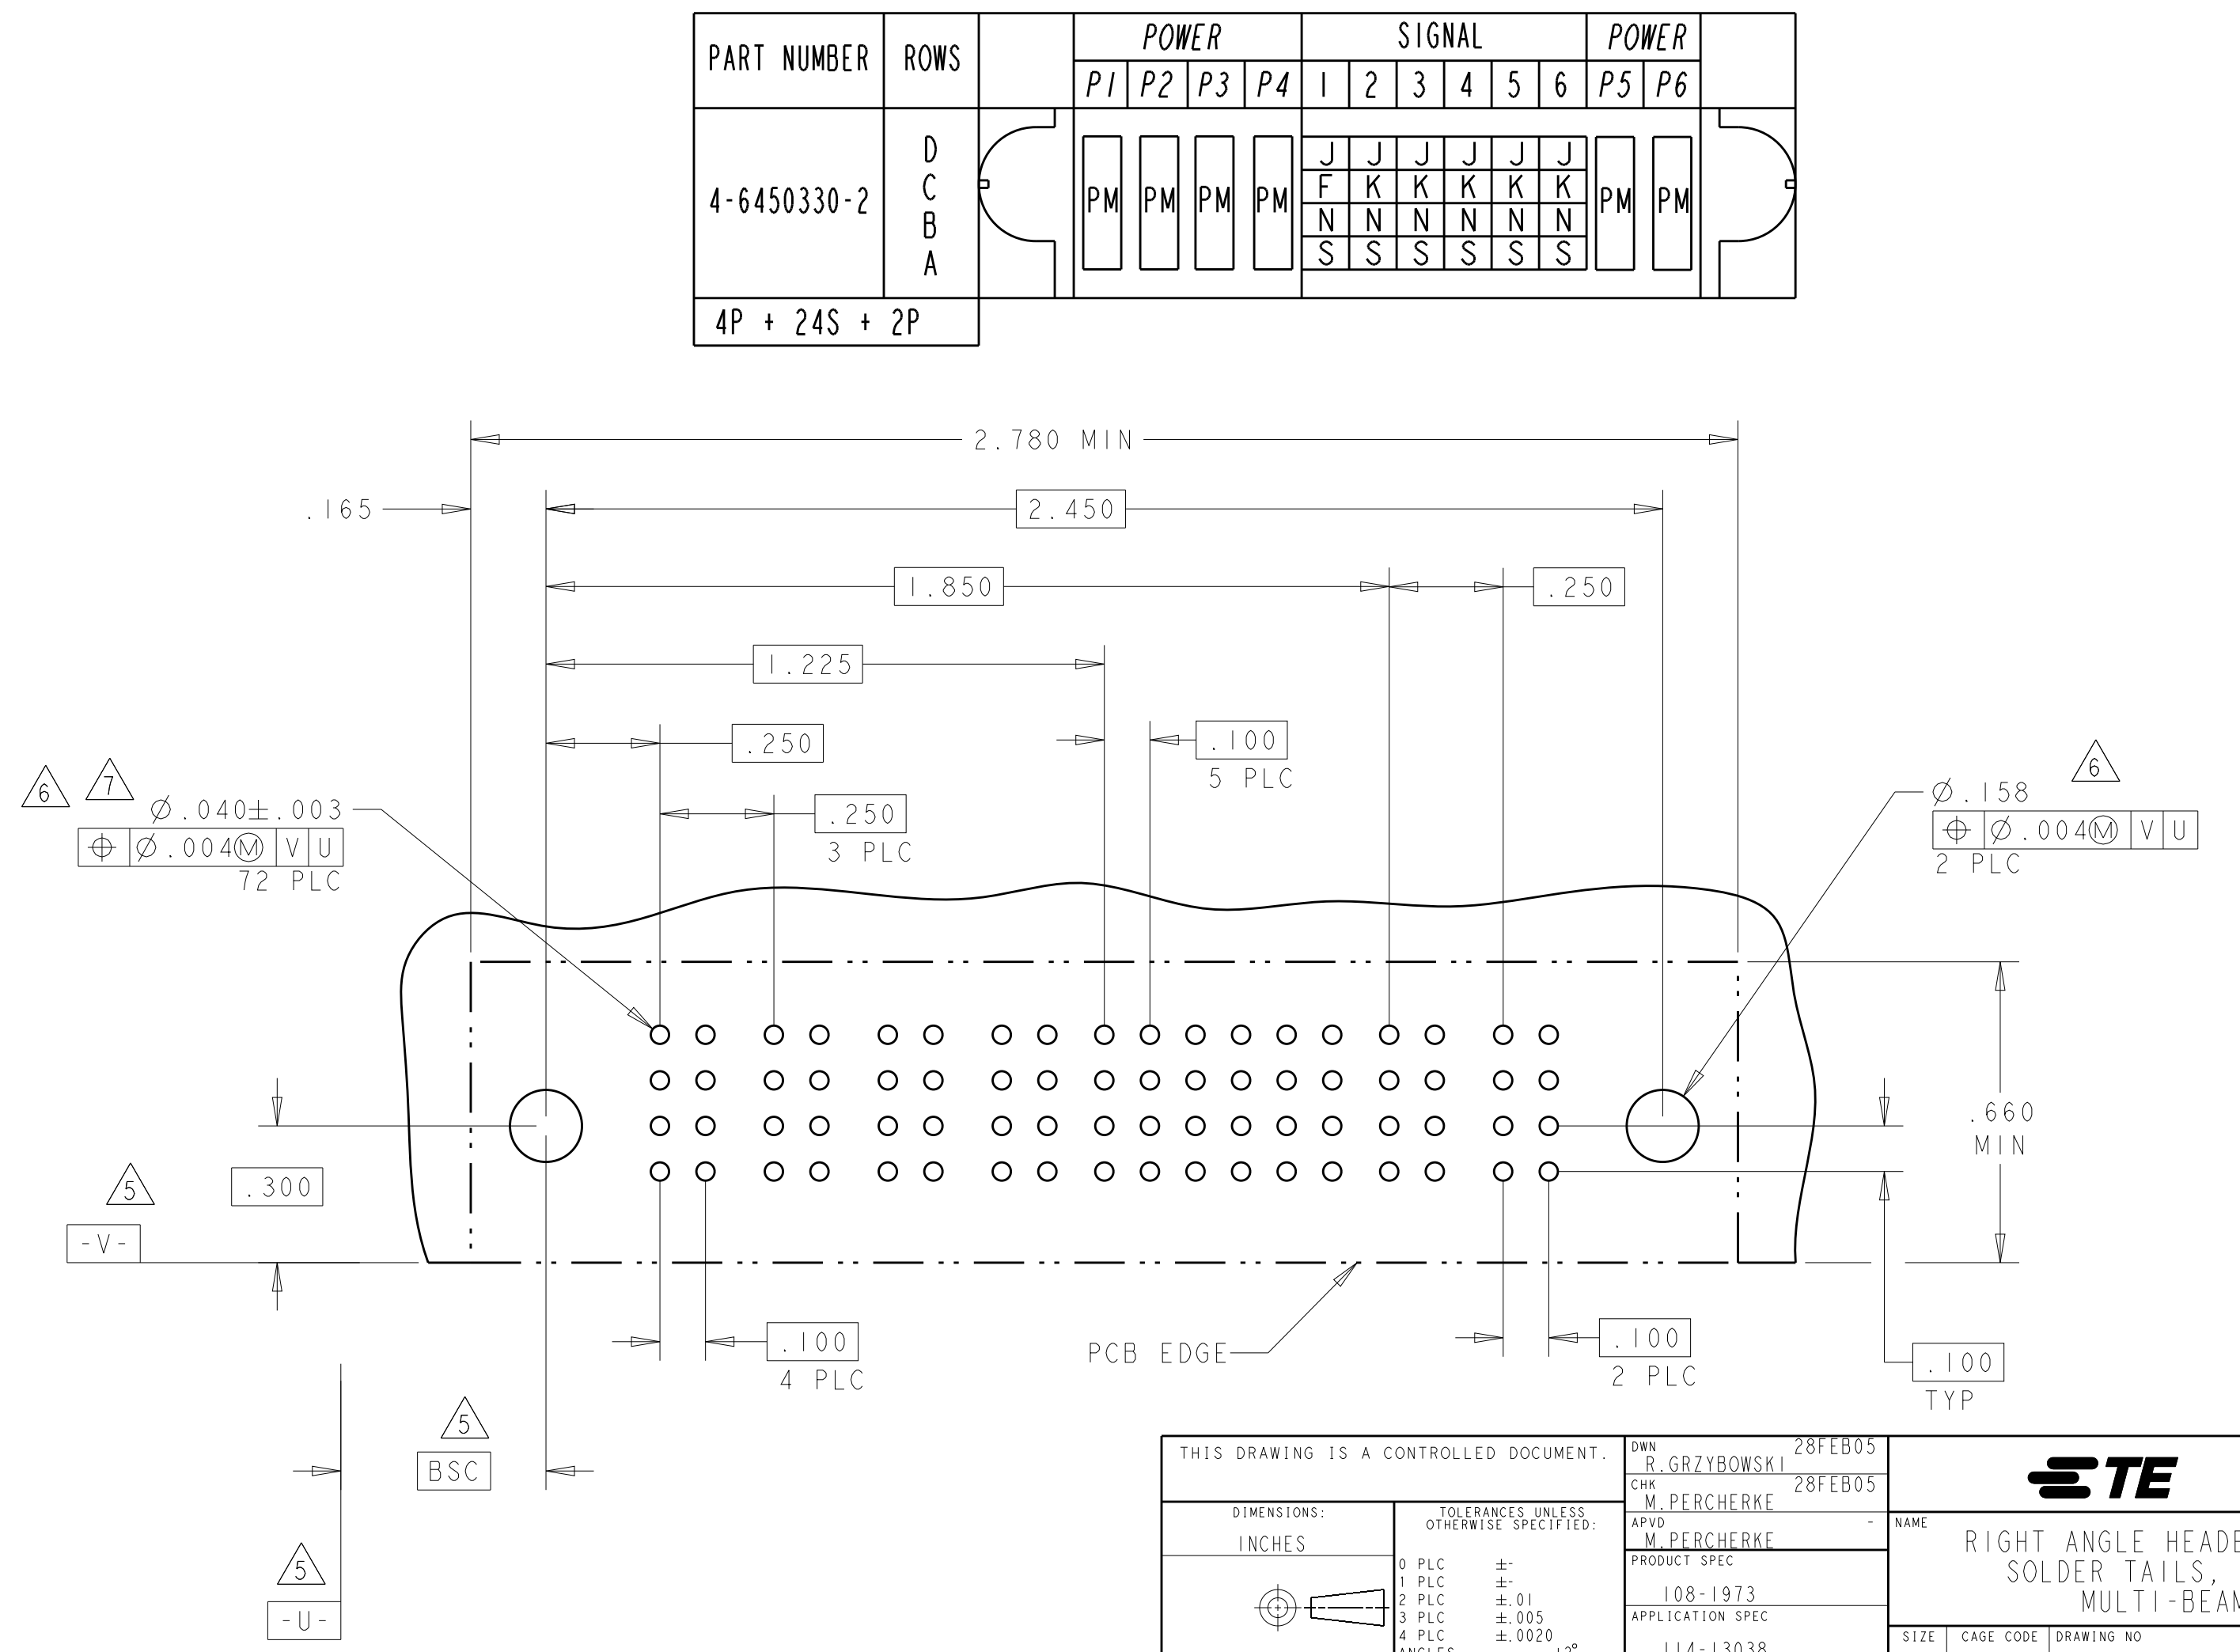 PART NUMBER ROWS POWER SIGNAL POWER
P1 P2 P3 P4 1 2 3 4 5 6 P5 P6
4-6450330-2
D
C
B
A
PM PM PM PM PM PM
J J J J J J
F K K K K K
N N N N N N
S S S S S S
4P + 24S + 2P
2.780 MIN
.165
2.450
1.850 .250
1.225
.250 .100
5 PLC
.250
3 PLC
6 7
Ø.040±.003
⌖ Ø.004Ⓜ V U
72 PLC
6
Ø.158
⌖ Ø.004Ⓜ V U
2 PLC
.660
MIN
5
.300
-V-
.100
4 PLC
PCB EDGE
.100
2 PLC
.100
TYP
5
BSC
5
-U-
THIS DRAWING IS A CONTROLLED DOCUMENT.
DIMENSIONS:
INCHES
TOLERANCES UNLESS
OTHERWISE SPECIFIED:
0 PLC ±-
1 PLC ±-
2 PLC ±.01
3 PLC ±.005
4 PLC ±.0020
DWN 28FEB05
R.GRZYBOWSKI
CHK 28FEB05
M.PERCHERKE
APVD -
M.PERCHERKE
PRODUCT SPEC
108-1973
APPLICATION SPEC
114-13038
TE
NAME
RIGHT ANGLE HEADE
SOLDER TAILS,
MULTI-BEAM
SIZE CAGE CODE DRAWING NO